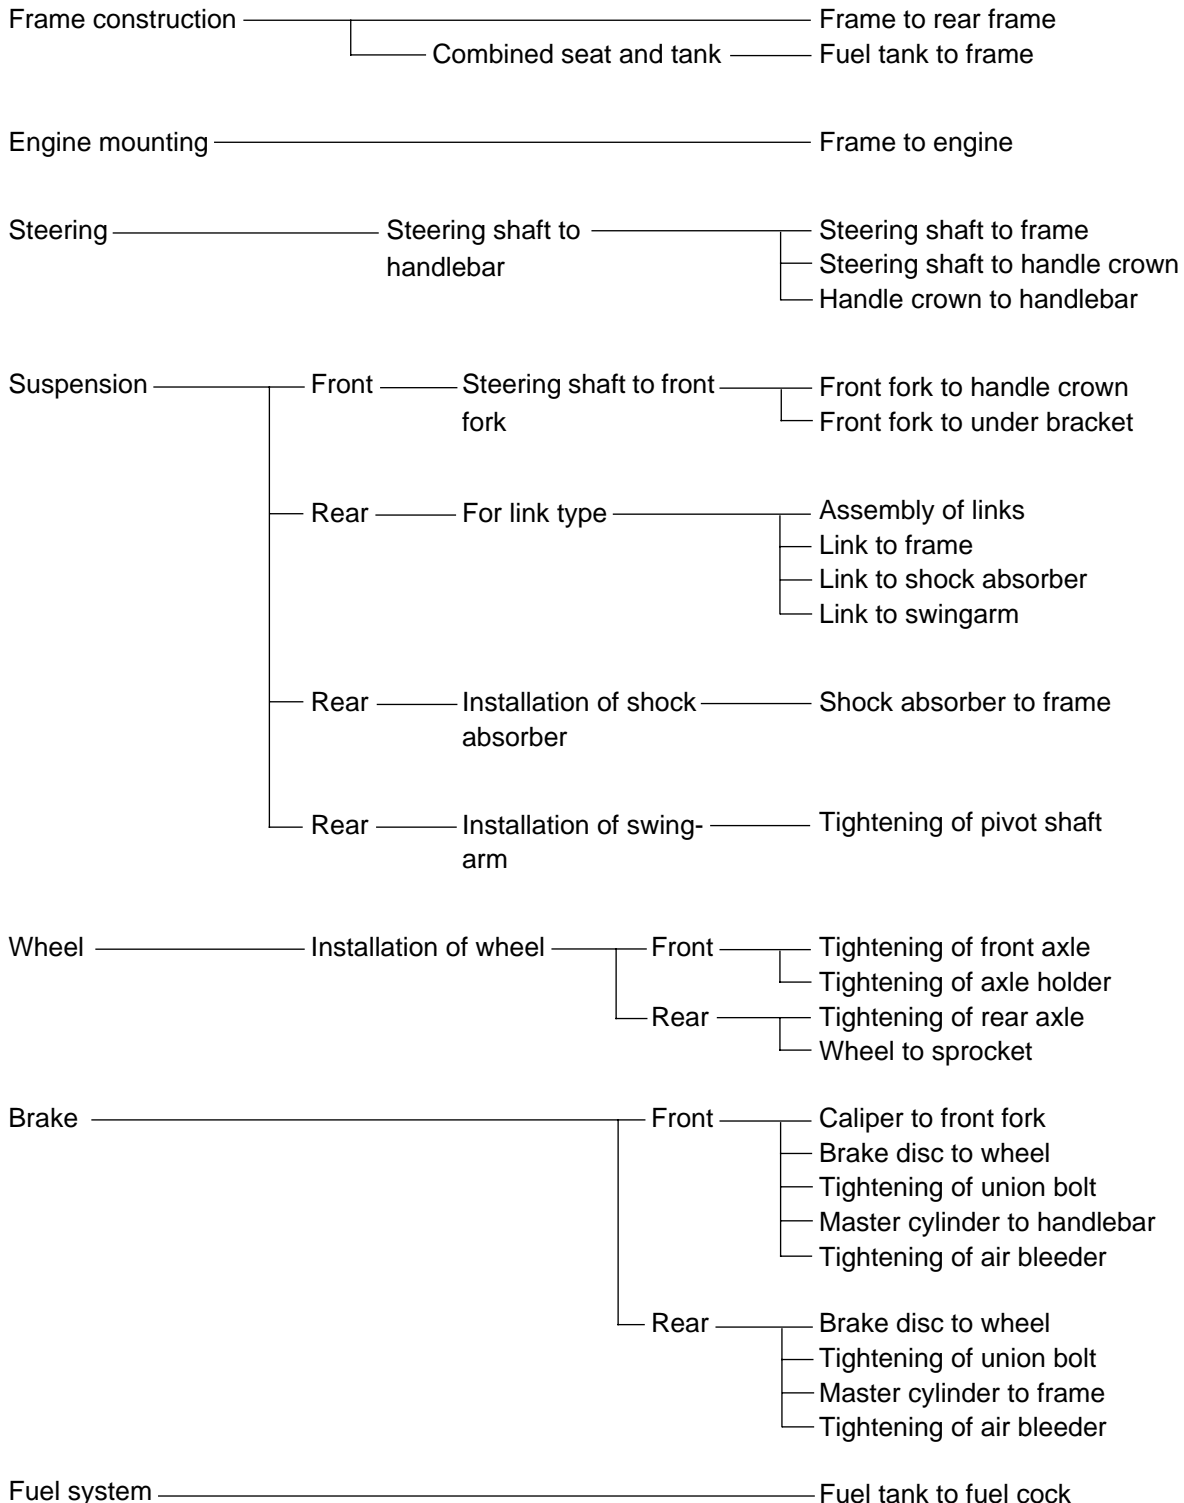 Frame construction Frame to rear frame
Combined seat and tank Fuel tank to frame
Engine mounting Frame to engine
Steering Steering shaft to Steering shaft to frame
handlebar Steering shaft to handle crown
Handle crown to handlebar
Suspension Front Steering shaft to front Front fork to handle crown
fork Front fork to under bracket
Rear For link type Assembly of links
Link to frame
Link to shock absorber
Link to swingarm
Rear Installation of shock Shock absorber to frame
absorber
Rear Installation of swing- Tightening of pivot shaft
arm
Wheel Installation of wheel Front Tightening of front axle
Tightening of axle holder
Rear Tightening of rear axle
Wheel to sprocket
Brake Front Caliper to front fork
Brake disc to wheel
Tightening of union bolt
Master cylinder to handlebar
Tightening of air bleeder
Rear Brake disc to wheel
Tightening of union bolt
Master cylinder to frame
Tightening of air bleeder
Fuel system Fuel tank to fuel cock